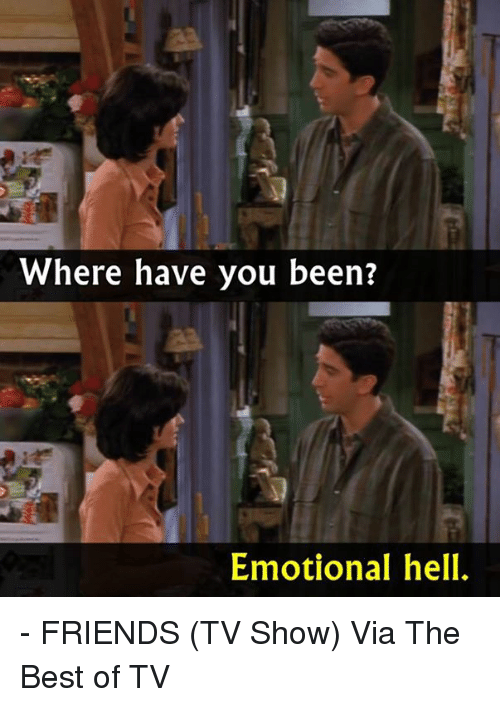 Where have you been?
Emotional hell.
- FRIENDS (TV Show) Via The
Best of TV